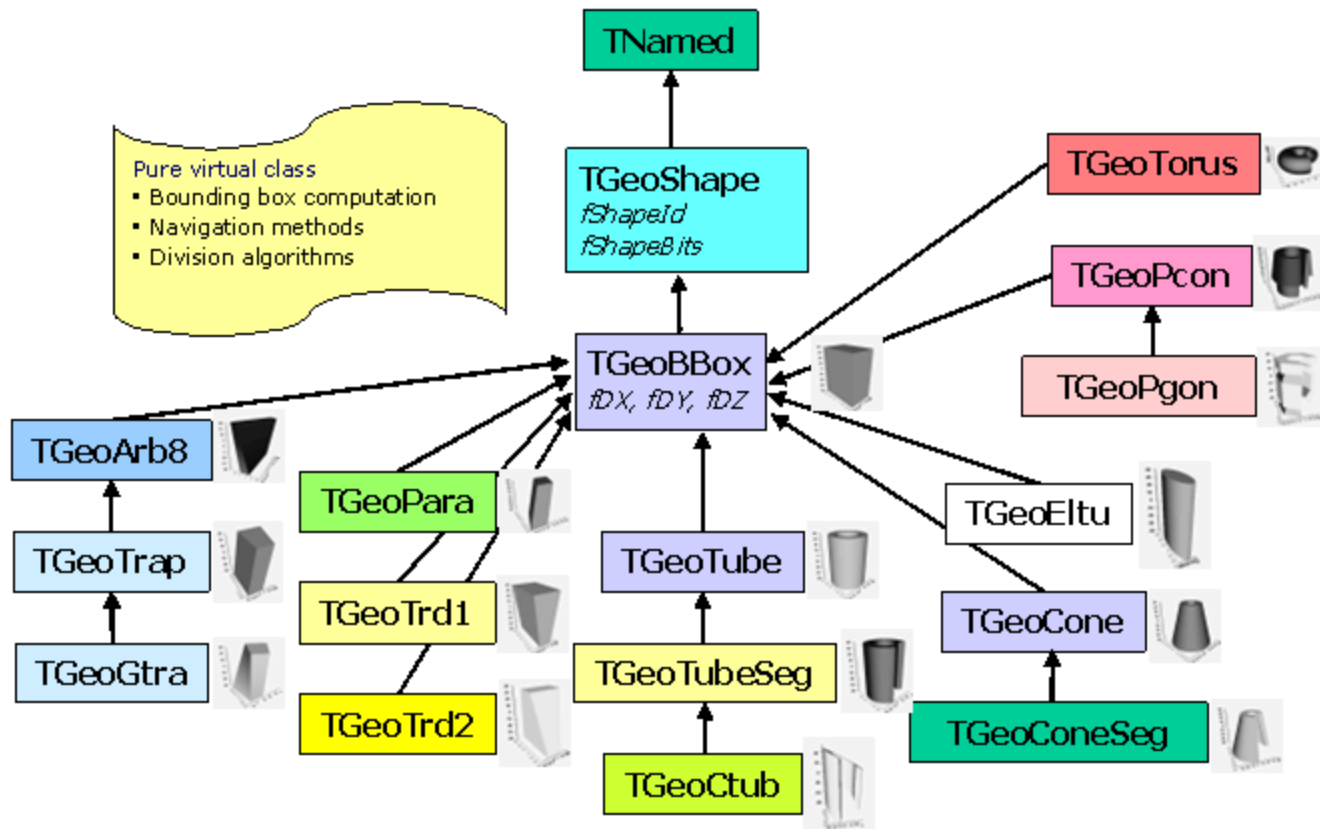 TNamed
Pure virtual class
▪ Bounding box computation
▪ Navigation methods
▪ Division algorithms
TGeoShape
fShapeId
fShapeBits
TGeoTorus
TGeoPcon
TGeoPgon
TGeoBBox
fDX, fDY, fDZ
TGeoArb8
TGeoPara
TGeoEltu
TGeoTrap
TGeoTube
TGeoTrd1
TGeoCone
TGeoGtra
TGeoTubeSeg
TGeoTrd2
TGeoConeSeg
TGeoCtub